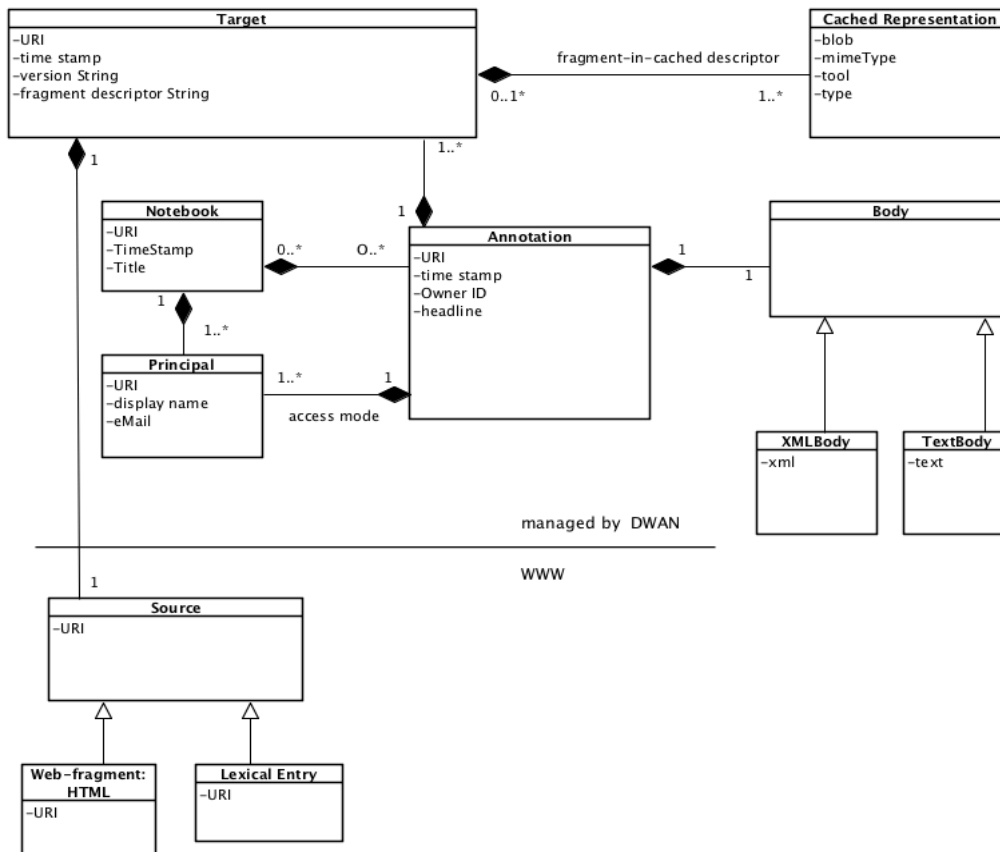 Target
-URI
-time stamp
-version String
-fragment descriptor String
fragment-in-cached descriptor
0..1*
1..*
Cached Representation
-blob
-mimeType
-tool
-type
1
1..*
1
Notebook
-URI
-TimeStamp
-Title
0..*
O..*
Annotation
-URI
-time stamp
-Owner ID
-headline
1
1
Body
1
1..*
Principal
-URI
-display name
-eMail
1..*
1
access mode
XMLBody
-xml
TextBody
-text
managed by DWAN
WWW
1
Source
-URI
Web-fragment:
HTML
-URI
Lexical Entry
-URI